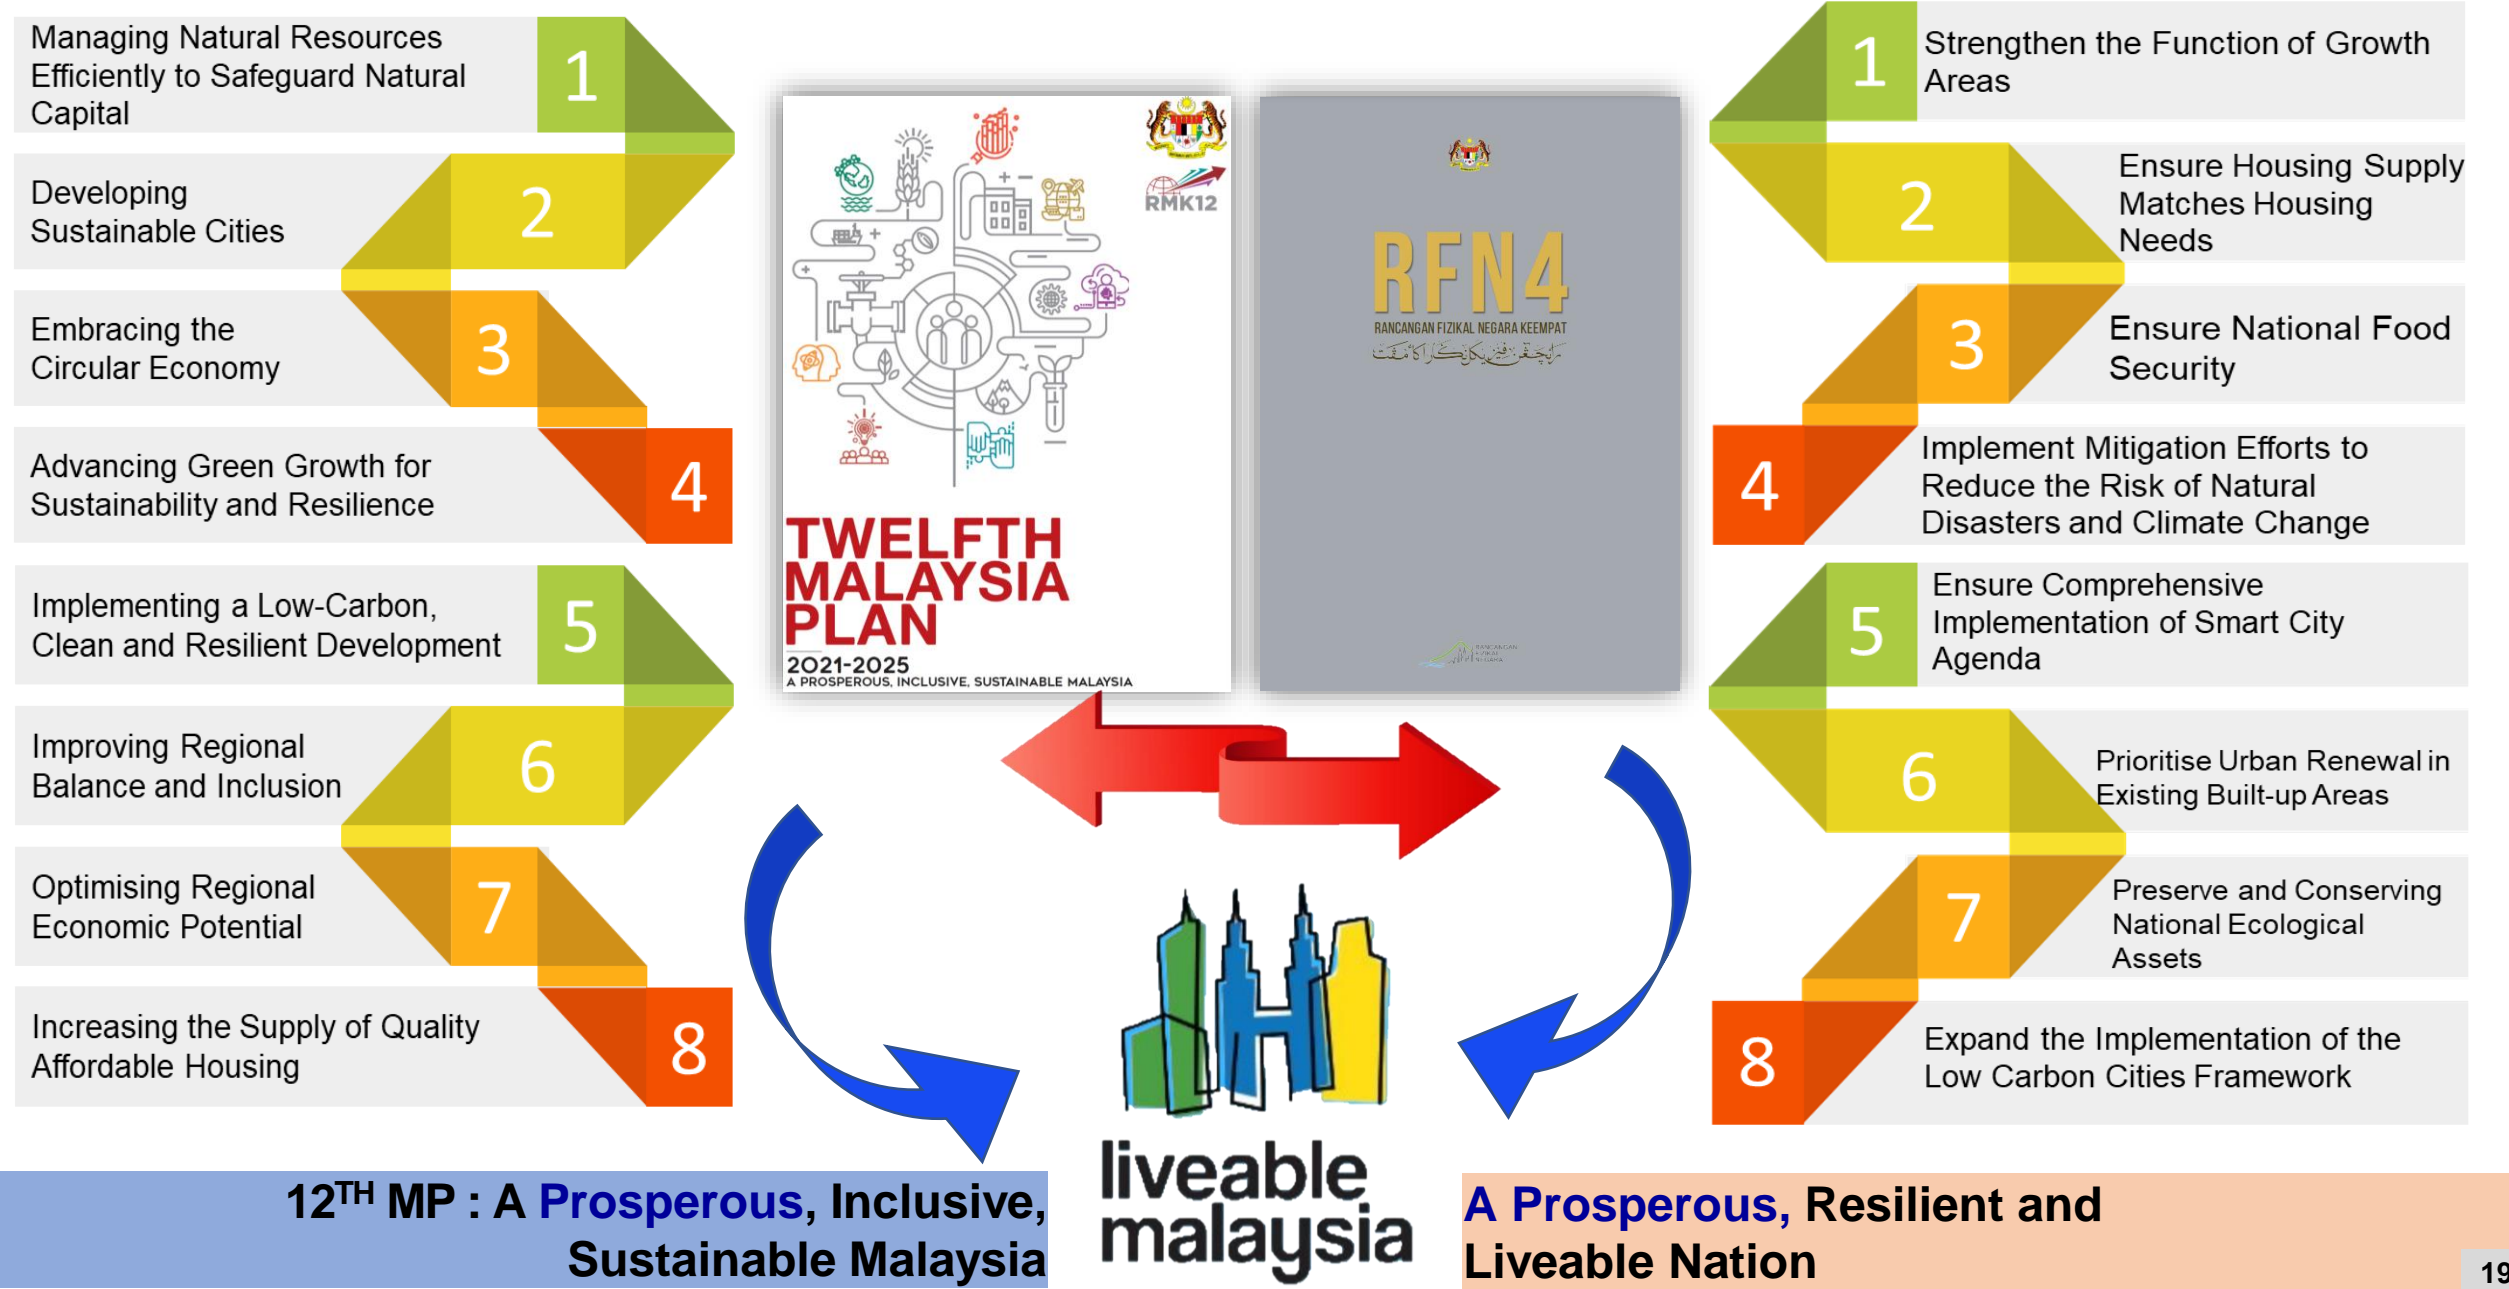 Managing Natural Resources
Efficiently to Safeguard Natural
Capital
1
Developing
Sustainable Cities
2
Embracing the
Circular Economy
3
Advancing Green Growth for
Sustainability and Resilience
4
Implementing a Low-Carbon,
Clean and Resilient Development
5
Improving Regional
Balance and Inclusion
6
Optimising Regional
Economic Potential
7
Increasing the Supply of Quality
Affordable Housing
8
RMK12
TWELFTH
MALAYSIA
PLAN
2021-2025
A PROSPEROUS, INCLUSIVE, SUSTAINABLE MALAYSIA
RFN4
RANCANGAN FIZIKAL NEGARA KEEMPAT
RANCANGAN
FIZIKAL
NEGARA
1
Strengthen the Function of Growth
Areas
2
Ensure Housing Supply
Matches Housing
Needs
3
Ensure National Food
Security
4
Implement Mitigation Efforts to
Reduce the Risk of Natural
Disasters and Climate Change
5
Ensure Comprehensive
Implementation of Smart City
Agenda
6
Prioritise Urban Renewal in
Existing Built-up Areas
7
Preserve and Conserving
National Ecological
Assets
8
Expand the Implementation of the
Low Carbon Cities Framework
liveable
malaysia
12TH MP : A Prosperous, Inclusive,
Sustainable Malaysia
A Prosperous, Resilient and
Liveable Nation
19